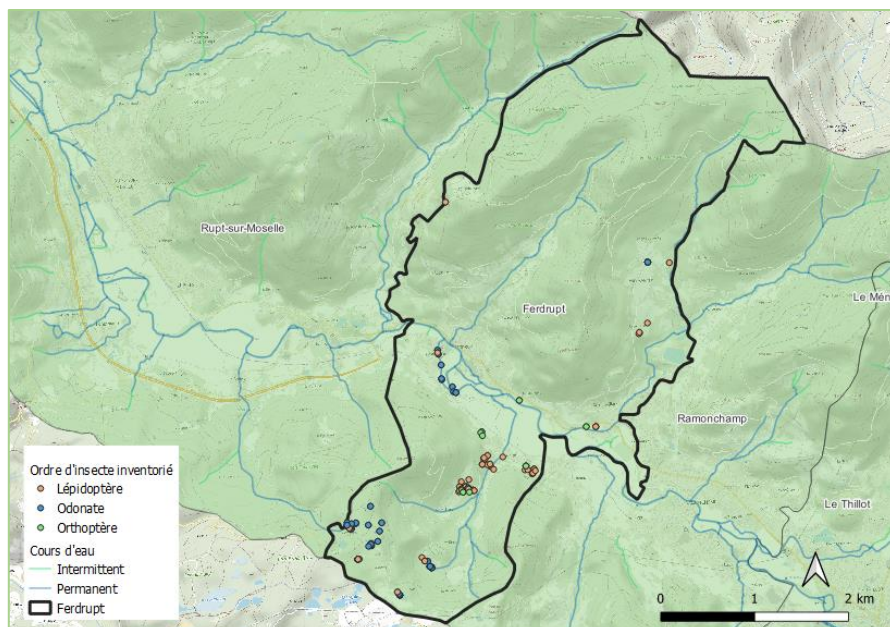 Rupt-sur-Moselle
Ferdrupt
Le Mén
Ramonchamp
Le Thillot
Ordre d'insecte inventorié
Lépidoptère
Odonate
Orthoptère
Cours d'eau
Intermittent
Permanent
Ferdrupt
0 1 2 km